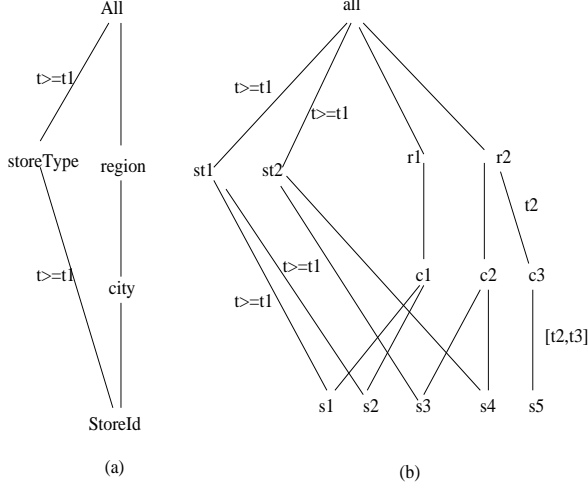 All
t>=t1
storeType
region
t>=t1
city
StoreId
(a)
all
t>=t1
t>=t1
st1
st2
r1
r2
t2
t>=t1
t>=t1
c1
c2
c3
[t2,t3]
s1
s2
s3
s4
s5
(b)